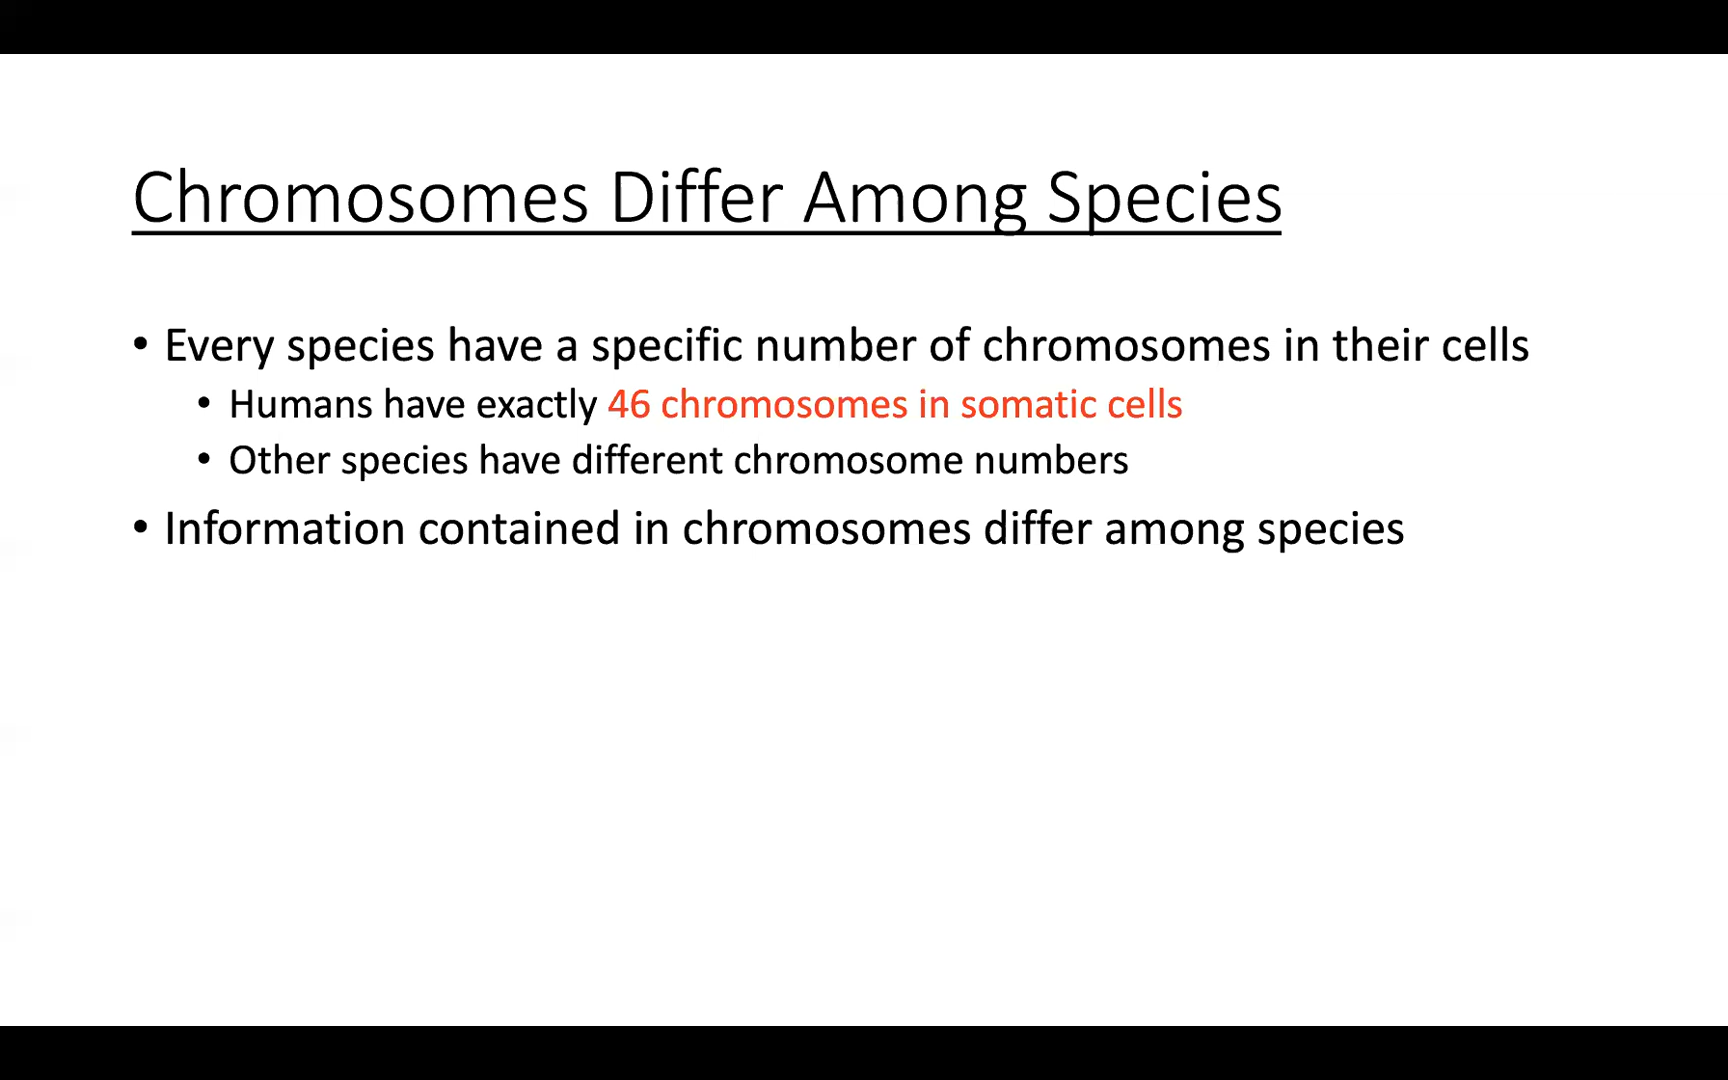 Chromosomes Differ Among Species
• Every species have a specific number of chromosomes in their cells
• Humans have exactly 46 chromosomes in somatic cells
• Other species have different chromosome numbers
• Information contained in chromosomes differ among species